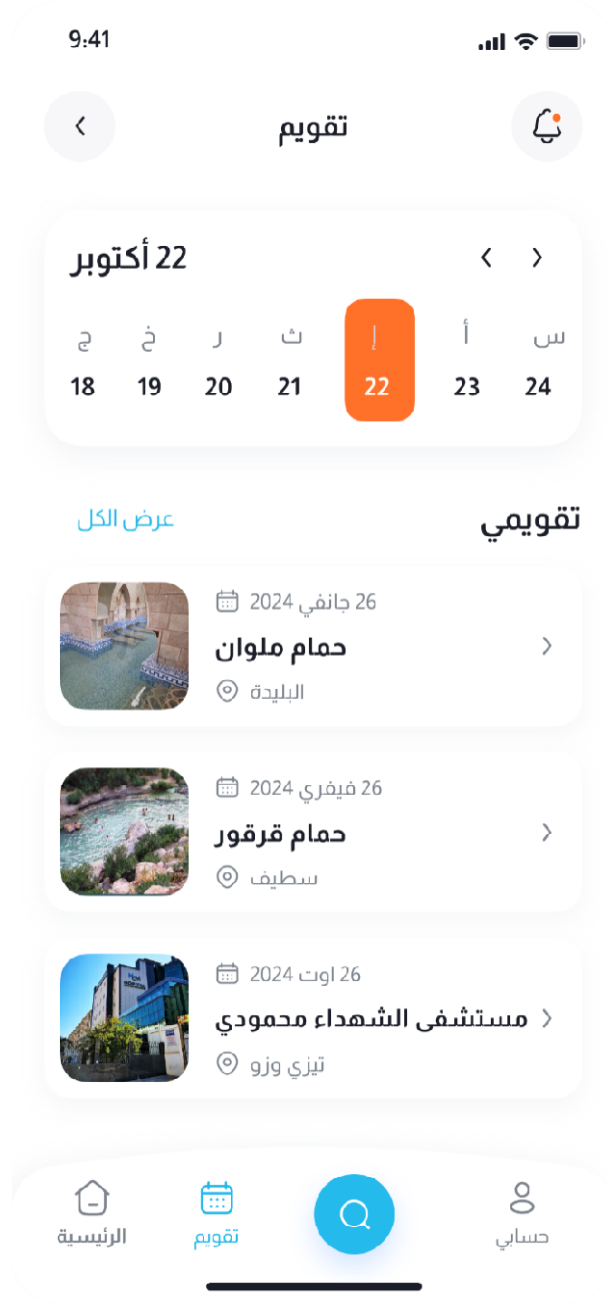 9:41
تقويم
22 أكتوبر
س أ إ ث ر خ ج
24 23 22 21 20 19 18
تقويمي
عرض الكل
26 جانفي 2024
حمام ملوان
البليدة
26 فيفري 2024
حمام قرقور
سطيف
26 اوت 2024
مستشفى الشهداء محمودي
تيزي وزو
حسابي
تقويم
الرئيسية